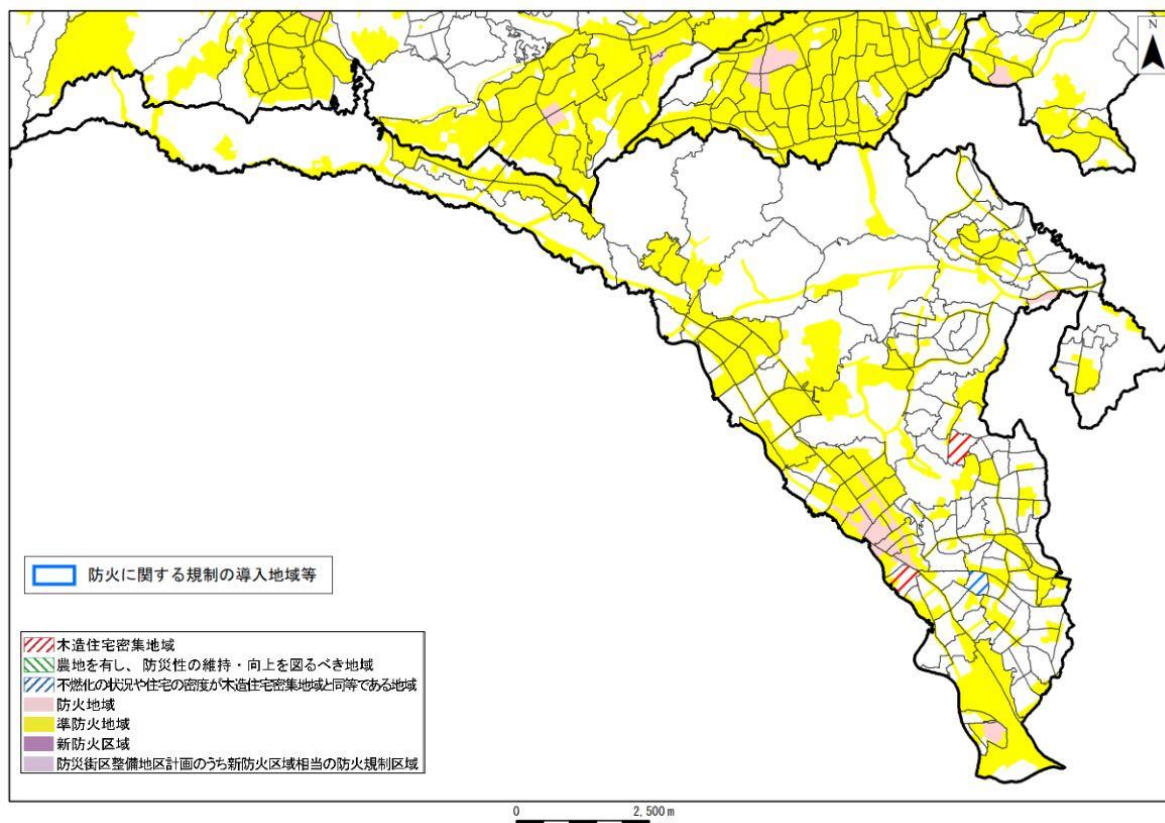 N
防火に関する規制の導入地域等
木造住宅密集地域
農地を有し、防災性の維持・向上を図るべき地域
不燃化の状況や住宅の密度が木造住宅密集地域と同等である地域
防火地域
準防火地域
新防火区域
防災街区整備地区計画のうち新防火区域相当の防火規制区域
0 2,500m